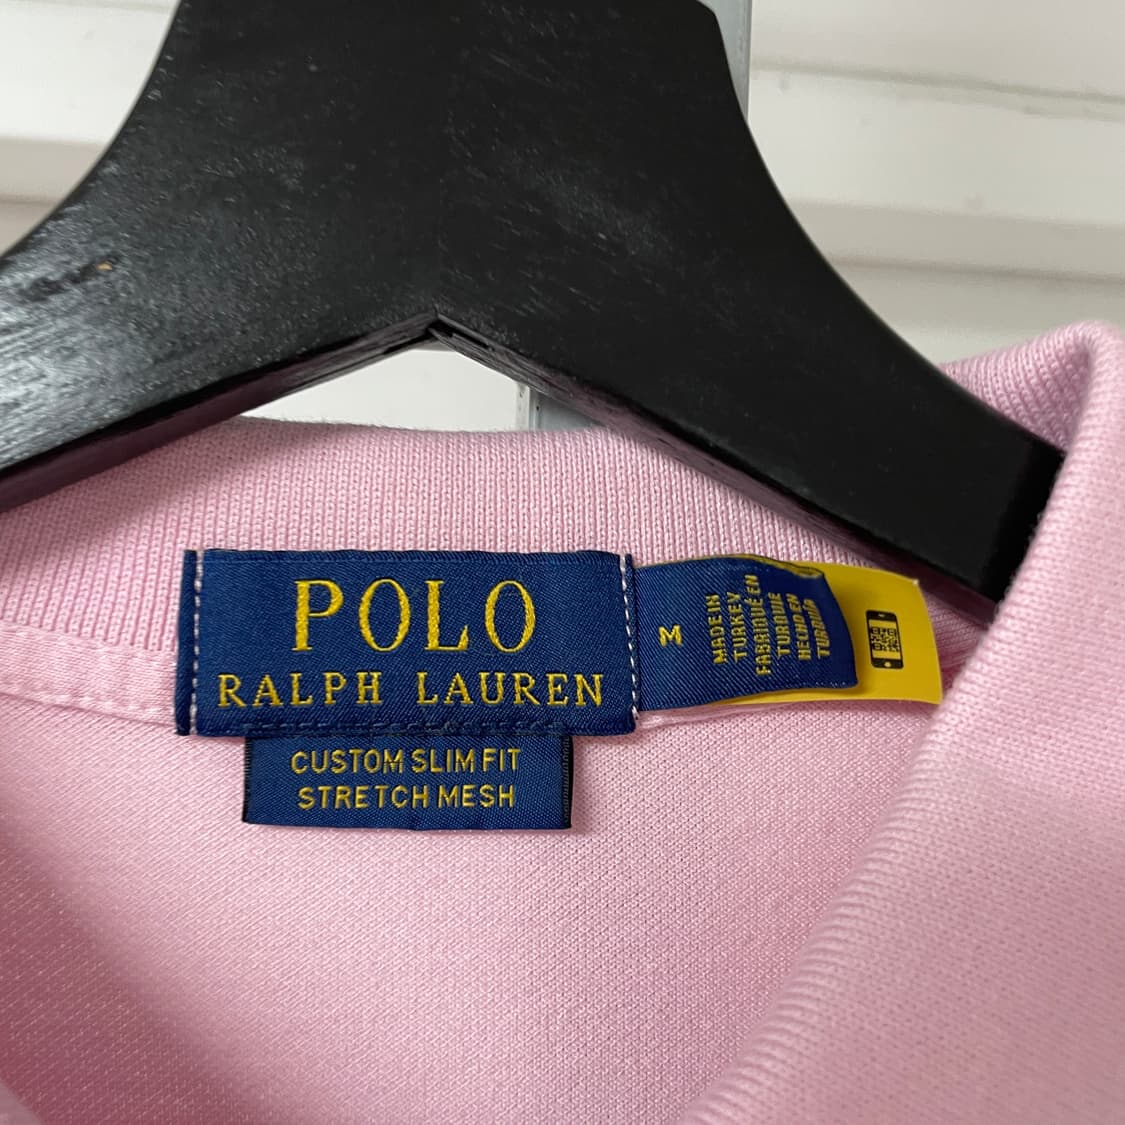 POLO
RALPH LAUREN
CUSTOM SLIM FIT
STRETCH MESH
M
MADE IN
TURKEY
FABRIQUÉ EN
TURQUIE
HECHO EN
TURQUÍA